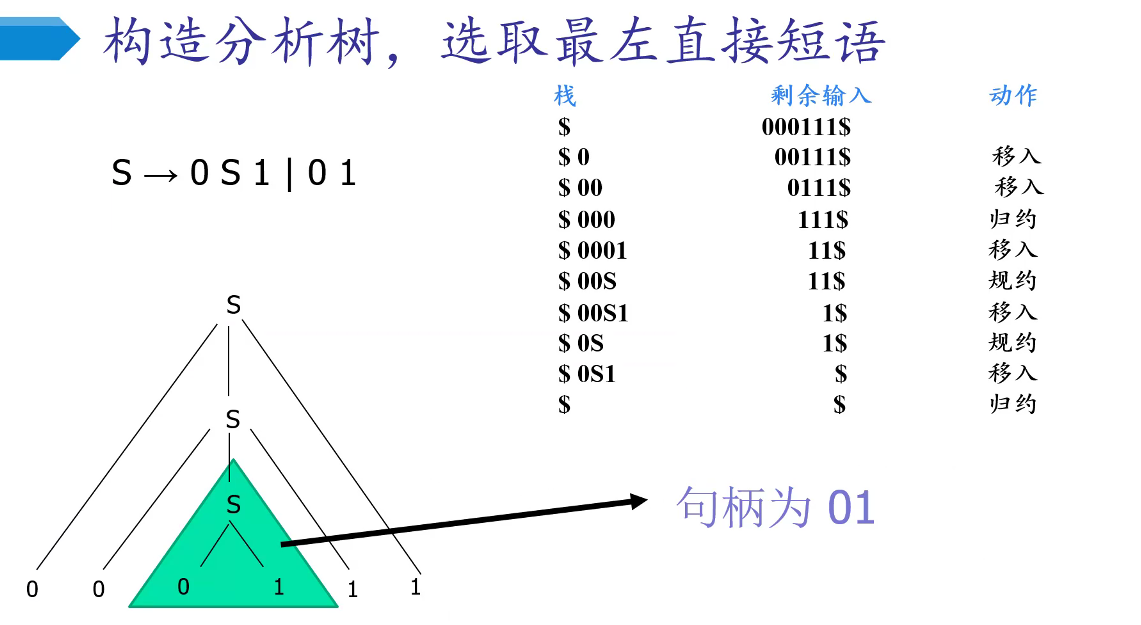 构造分析树，选取最左直接短语
S → 0 S 1 | 0 1
栈 剩余输入 动作
$ 000111$
$ 0 00111$ 移入
$ 00 0111$ 移入
$ 000 111$ 归约
$ 0001 11$ 移入
$ 00S 11$ 规约
$ 00S1 1$ 移入
$ 0S 1$ 规约
$ 0S1 $ 移入
$ $ 归约
S
S
S
0 0 0 1 1 1
句柄为 01